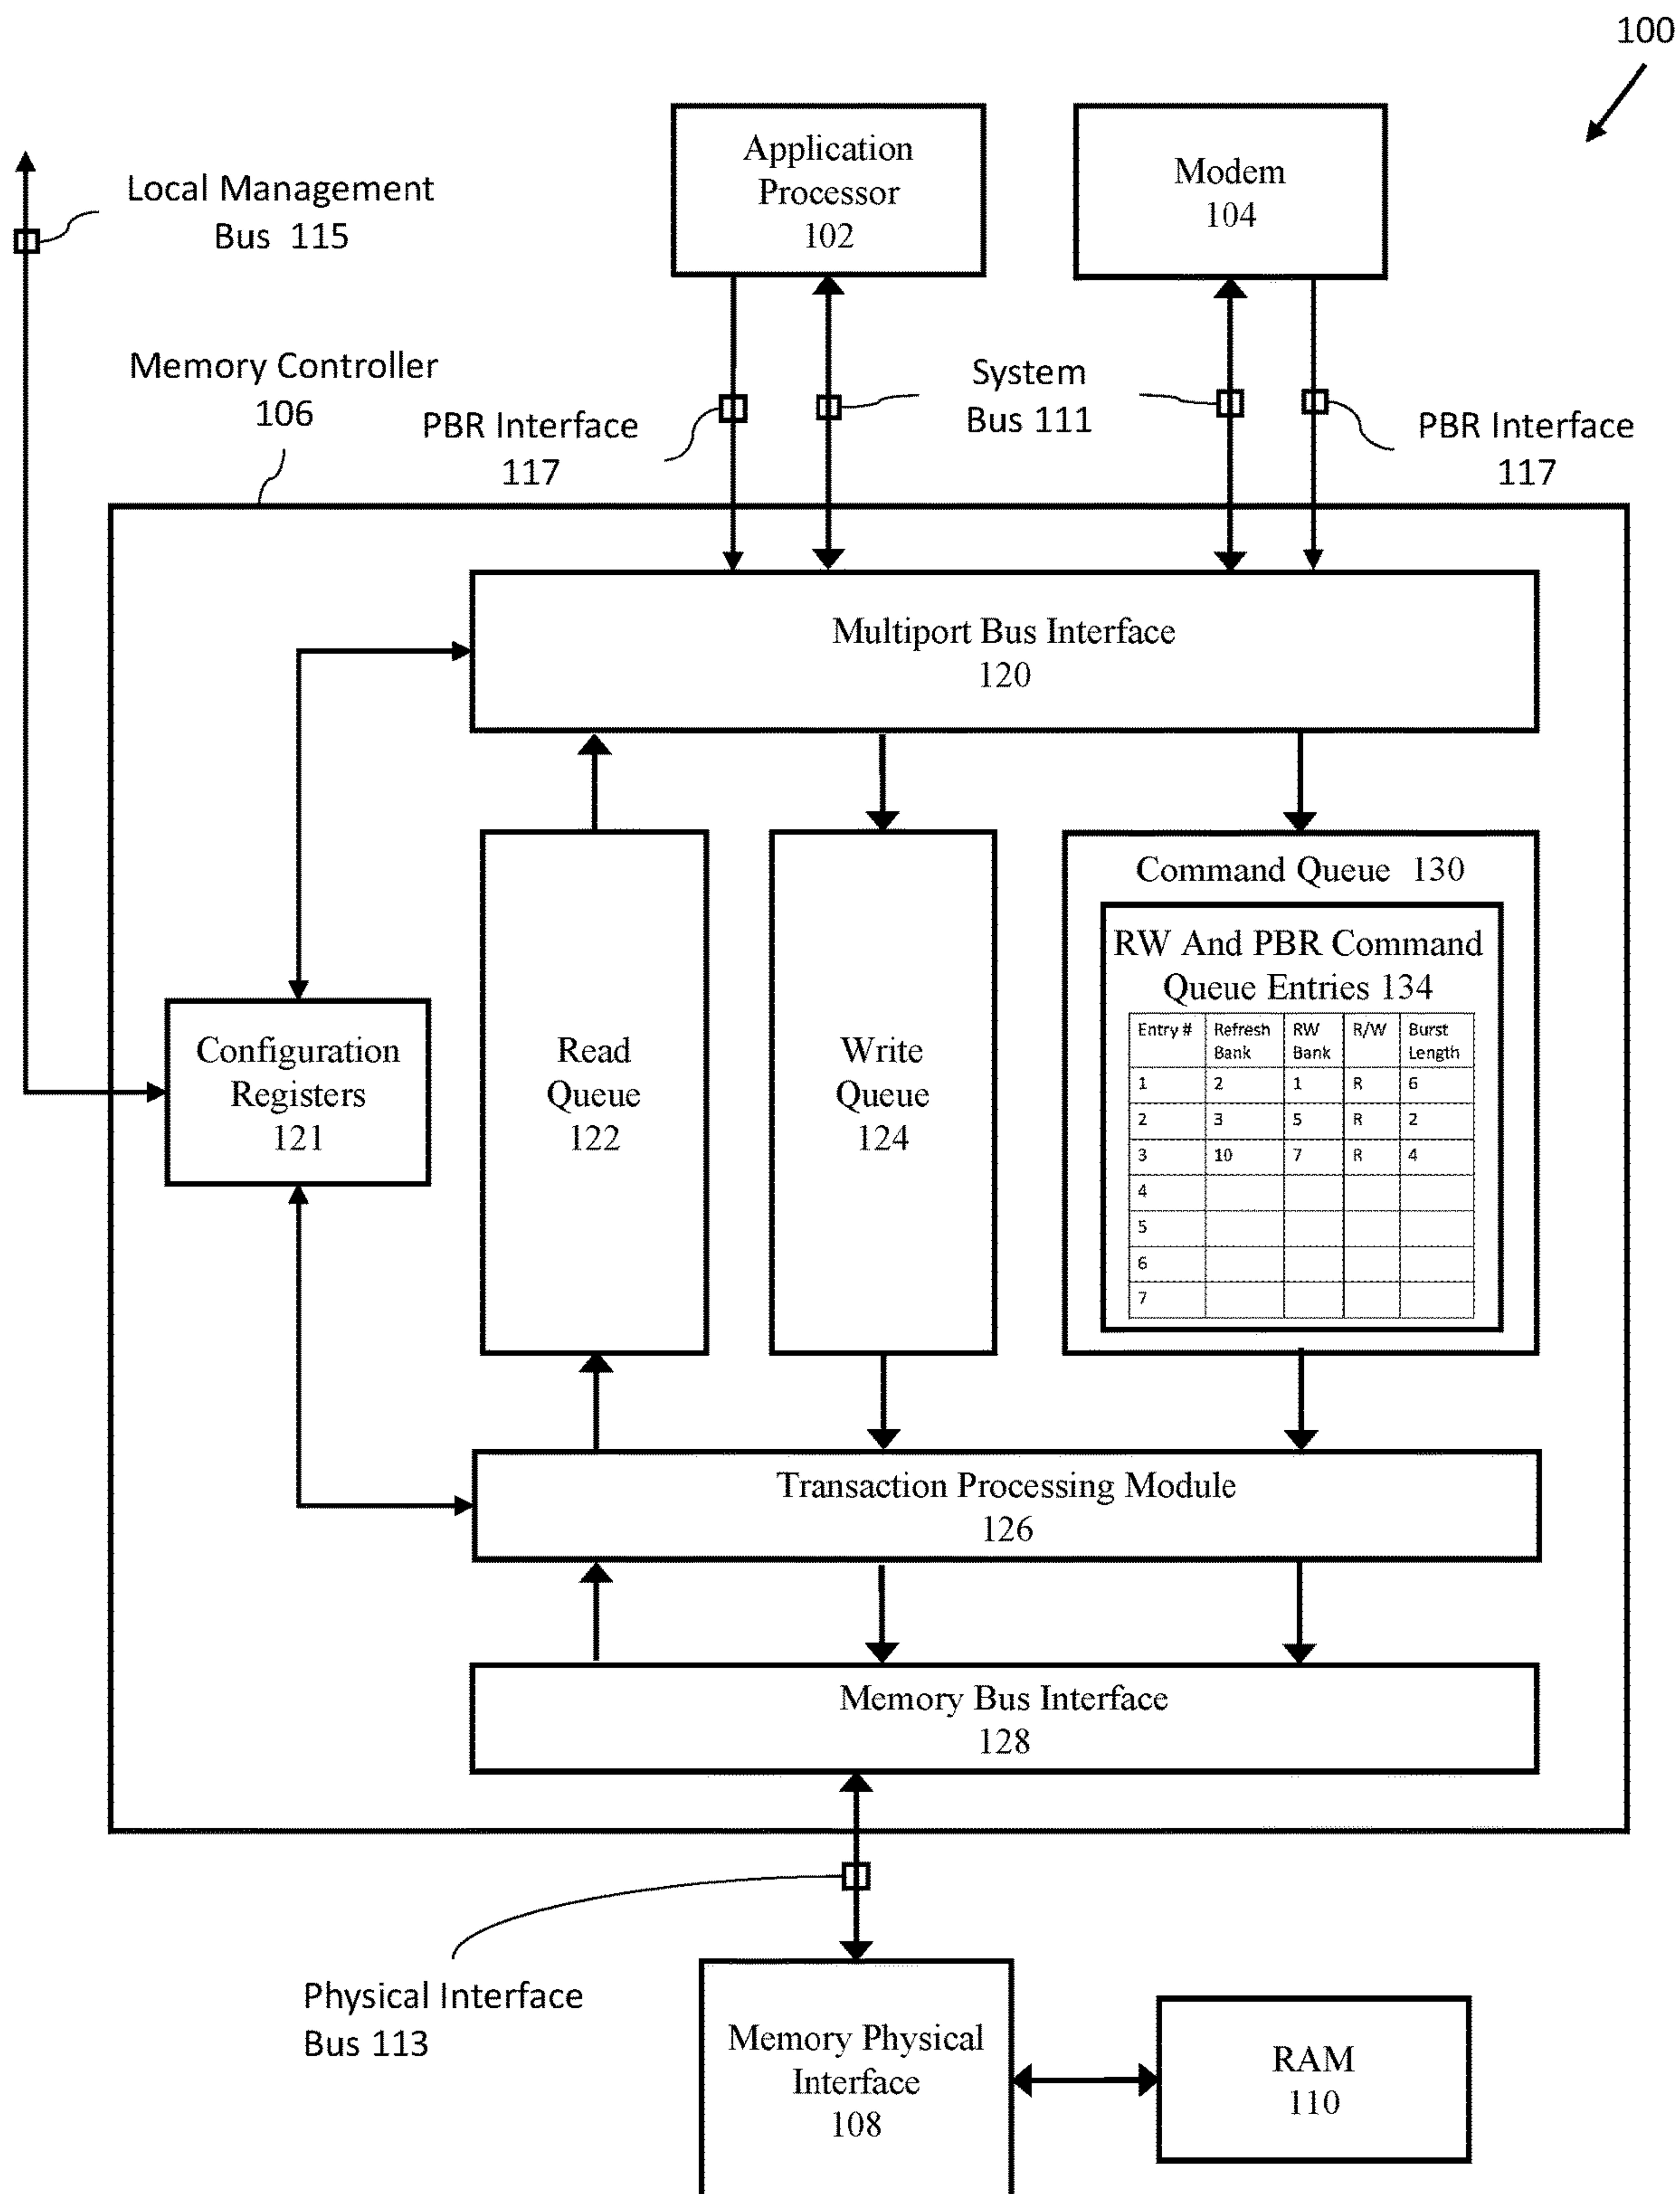 100
Application
Processor
102
Modem
104
Local Management
Bus 115
Memory Controller
106
PBR Interface
117
System
Bus 111
PBR Interface
117
Multiport Bus Interface
120
Command Queue 130
RW And PBR Command
Queue Entries 134
Entry # Refresh Bank RW Bank R/W Burst Length
1 2 1 R 6
2 3 5 R 2
3 10 7 R 4
4
5
6
7
Configuration
Registers
121
Read
Queue
122
Write
Queue
124
Transaction Processing Module
126
Memory Bus Interface
128
Physical Interface
Bus 113
Memory Physical
Interface
108
RAM
110